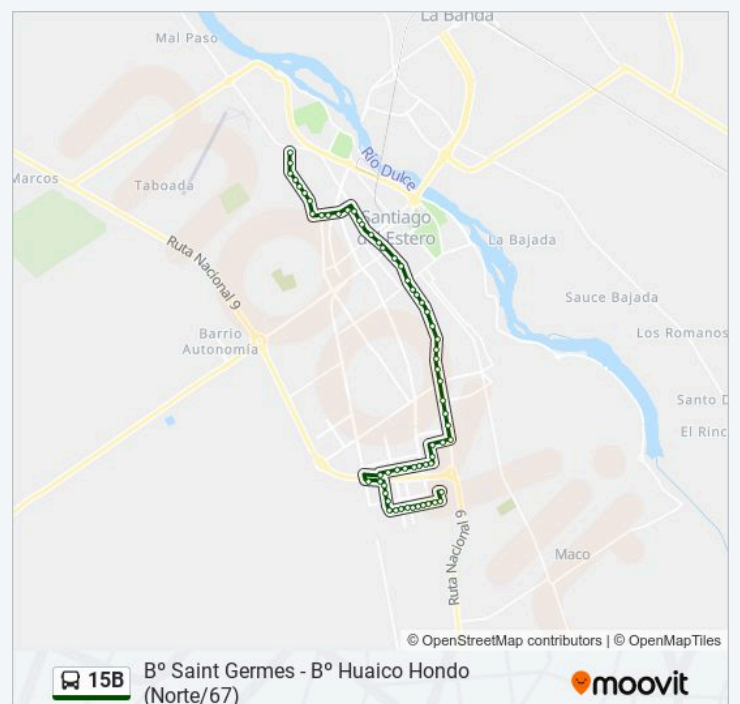 La Banda
Mal Paso
Río Dulce
Marcos
Taboada
Santiago
del Estero
La Bajada
Ruta Nacional 9
Sauce Bajada
Barrio
Autonomía
Los Romanos
Santo D
El Rinc
Ruta Nacional 9
Maco
© OpenStreetMap contributors | © OpenMapTiles
15B
Bº Saint Germes - Bº Huaico Hondo
(Norte/67)
moovit